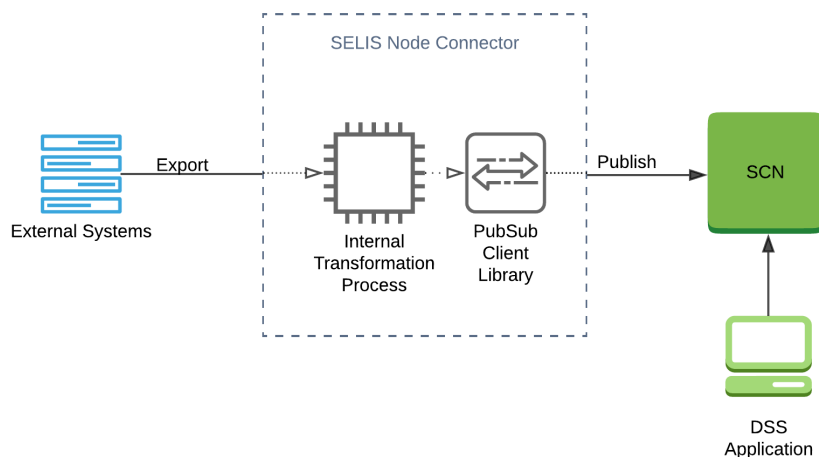 SELIS Node Connector
Export
External Systems
Internal
Transformation
Process
PubSub
Client
Library
Publish
SCN
DSS
Application